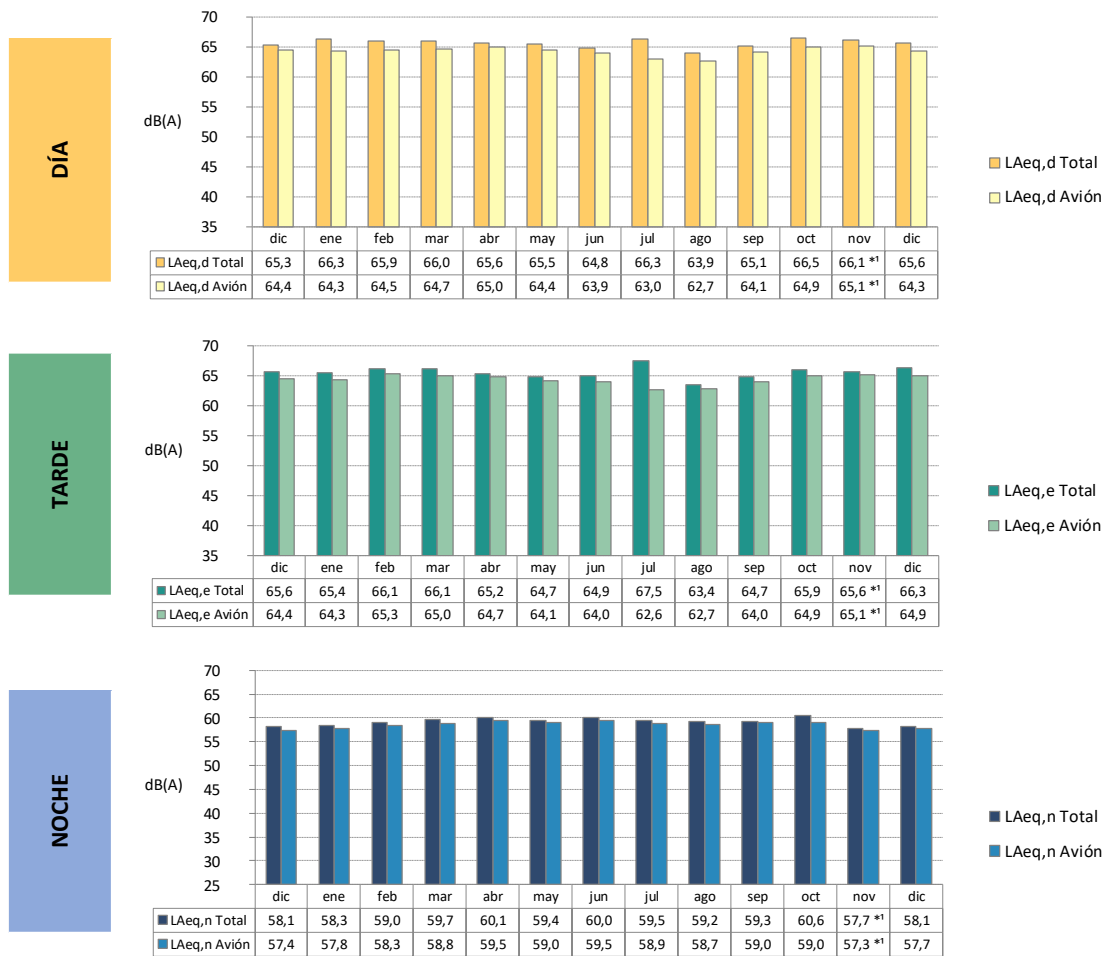 DÍA
70
65
60
55
50
45
40
35
dB(A)
LAeq,d Total
LAeq,d Avión
dic ene feb mar abr may jun jul ago sep oct nov dic
LAeq,d Total 65,3 66,3 65,9 66,0 65,6 65,5 64,8 66,3 63,9 65,1 66,5 66,1 *¹ 65,6
LAeq,d Avión 64,4 64,3 64,5 64,7 65,0 64,4 63,9 63,0 62,7 64,1 64,9 65,1 *¹ 64,3
TARDE
70
65
60
55
50
45
40
35
dB(A)
LAeq,e Total
LAeq,e Avión
dic ene feb mar abr may jun jul ago sep oct nov dic
LAeq,e Total 65,6 65,4 66,1 66,1 65,2 64,7 64,9 67,5 63,4 64,7 65,9 65,6 *¹ 66,3
LAeq,e Avión 64,4 64,3 65,3 65,0 64,7 64,1 64,0 62,6 62,7 64,0 64,9 65,1 *¹ 64,9
NOCHE
70
65
60
55
50
45
40
35
30
25
dB(A)
LAeq,n Total
LAeq,n Avión
dic ene feb mar abr may jun jul ago sep oct nov dic
LAeq,n Total 58,1 58,3 59,0 59,7 60,1 59,4 60,0 59,5 59,2 59,3 60,6 57,7 *¹ 58,1
LAeq,n Avión 57,4 57,8 58,3 58,8 59,5 59,0 59,5 58,9 58,7 59,0 59,0 57,3 *¹ 57,7